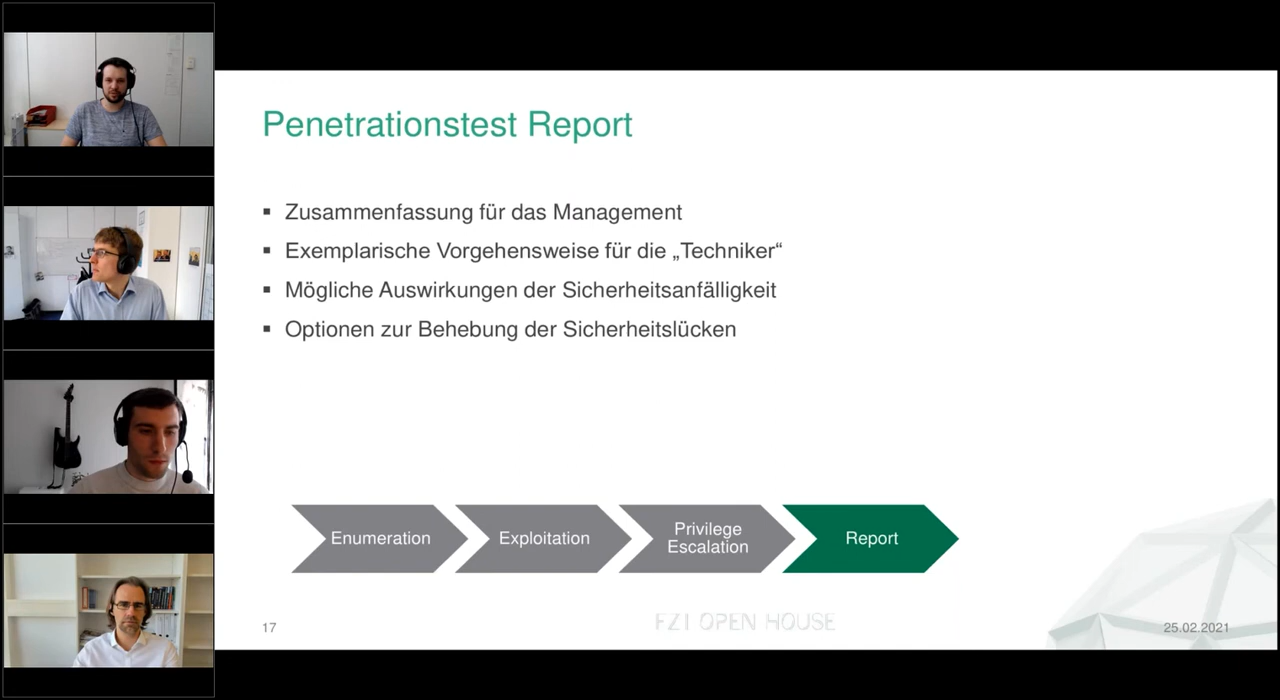 Penetrationstest Report
▪ Zusammenfassung für das Management
▪ Exemplarische Vorgehensweise für die „Techniker“
▪ Mögliche Auswirkungen der Sicherheitsanfälligkeit
▪ Optionen zur Behebung der Sicherheitslücken
Enumeration
Exploitation
Privilege
Escalation
Report
17
FZI OPEN HOUSE
25.02.2021